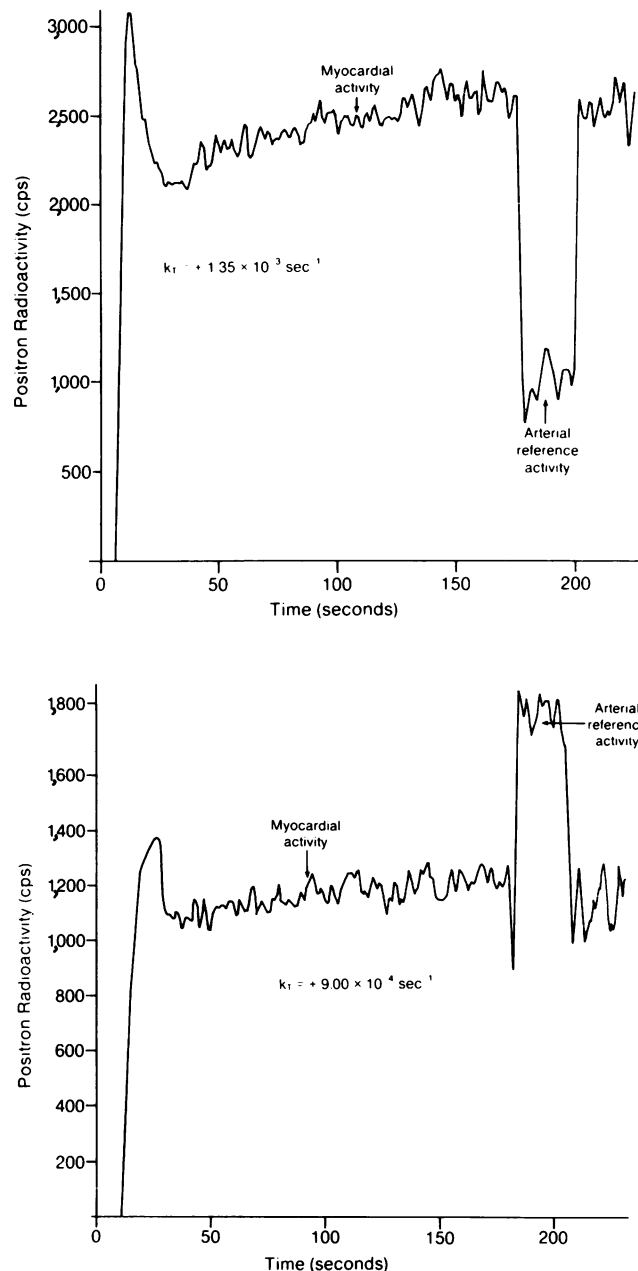 3,000
2,500
2,000
1,500
1,000
500
Positron Radioactivity (cps)
Myocardial
activity
k_T = + 1 35 × 10 3 sec 1
Arterial
reference
activity
0 50 100 150 200
Time (seconds)
1,800
1,600
1,400
1,200
1,000
800
600
400
200
Positron Radioactivity (cps)
Arterial
referenc
activity
Myocardial
activity
k_T = + 9.00 × 10 4 sec 1
0 50 100 150 200
Time (seconds)